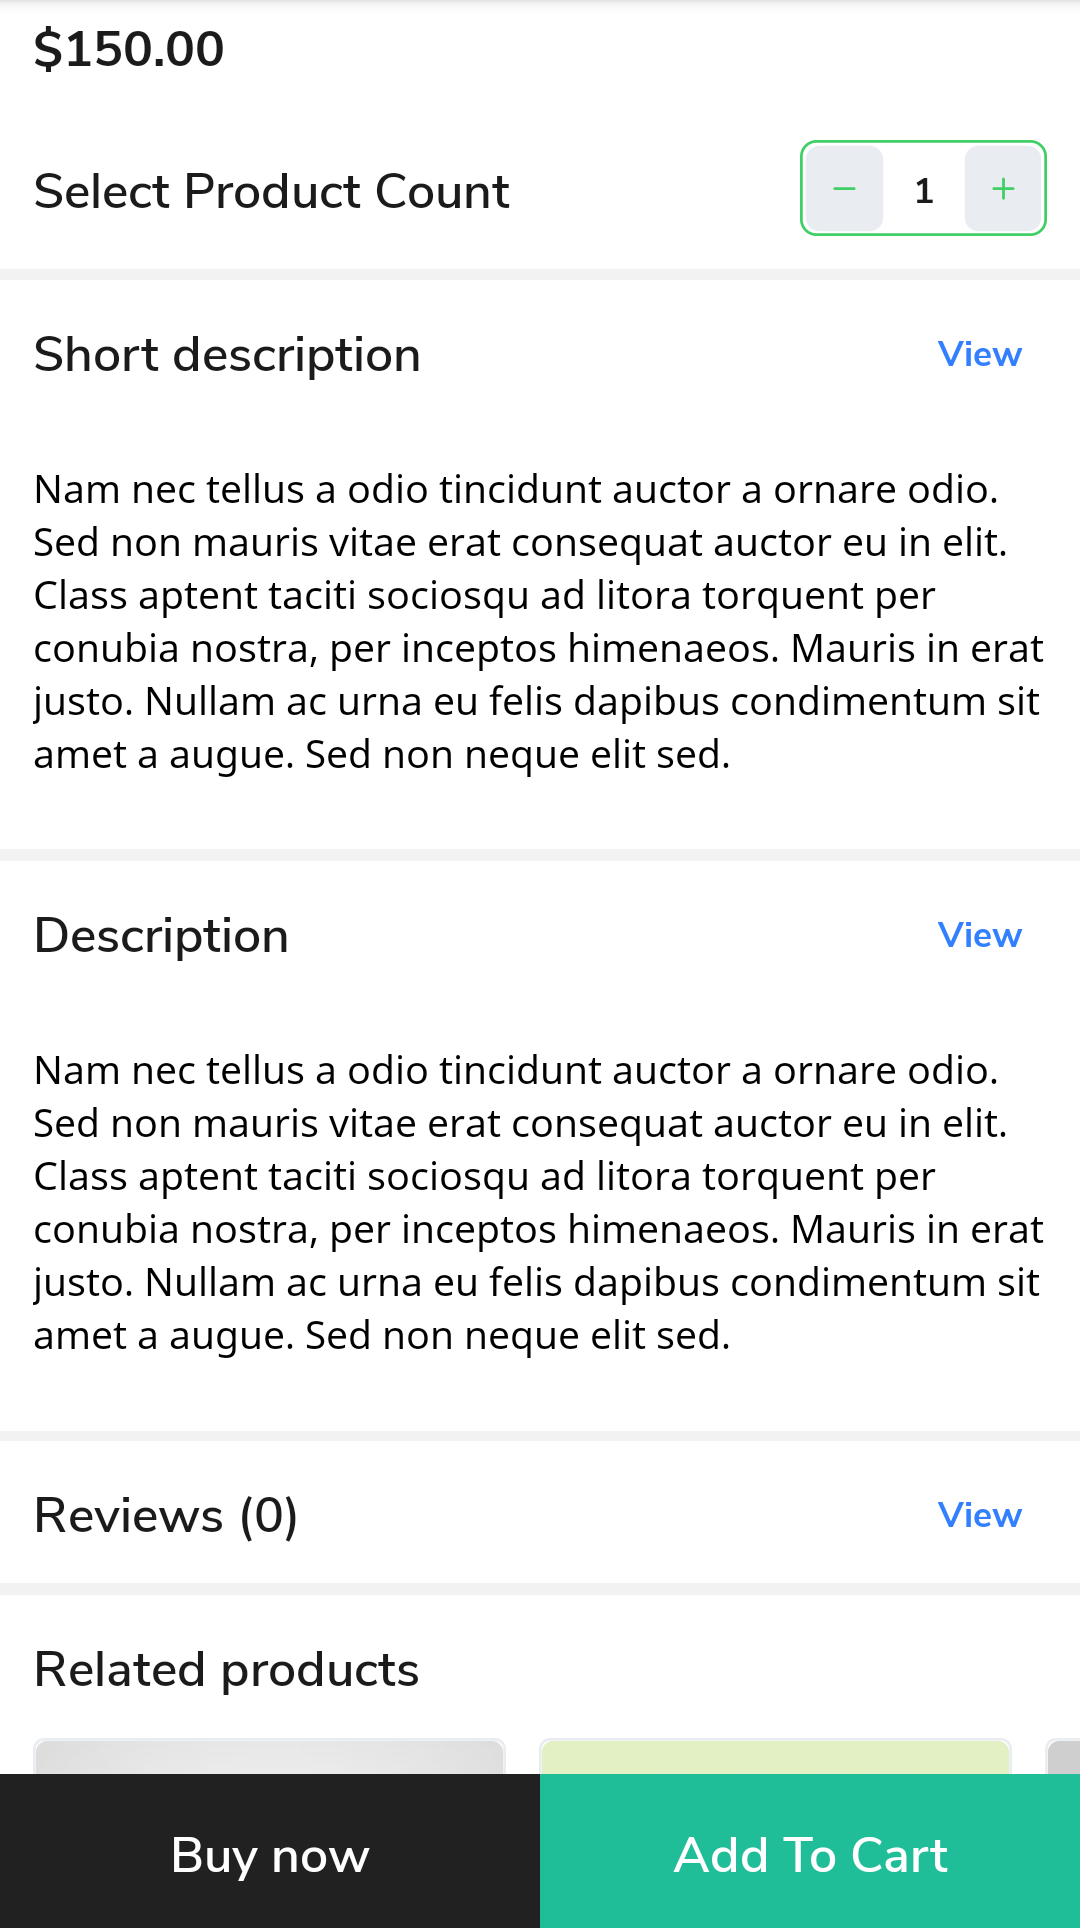 $150.00
Select Product Count
− 1 +
Short description
View
Nam nec tellus a odio tincidunt auctor a ornare odio.
Sed non mauris vitae erat consequat auctor eu in elit.
Class aptent taciti sociosqu ad litora torquent per
conubia nostra, per inceptos himenaeos. Mauris in erat
justo. Nullam ac urna eu felis dapibus condimentum sit
amet a augue. Sed non neque elit sed.
Description
View
Nam nec tellus a odio tincidunt auctor a ornare odio.
Sed non mauris vitae erat consequat auctor eu in elit.
Class aptent taciti sociosqu ad litora torquent per
conubia nostra, per inceptos himenaeos. Mauris in erat
justo. Nullam ac urna eu felis dapibus condimentum sit
amet a augue. Sed non neque elit sed.
Reviews (0)
View
Related products
Buy now
Add To Cart